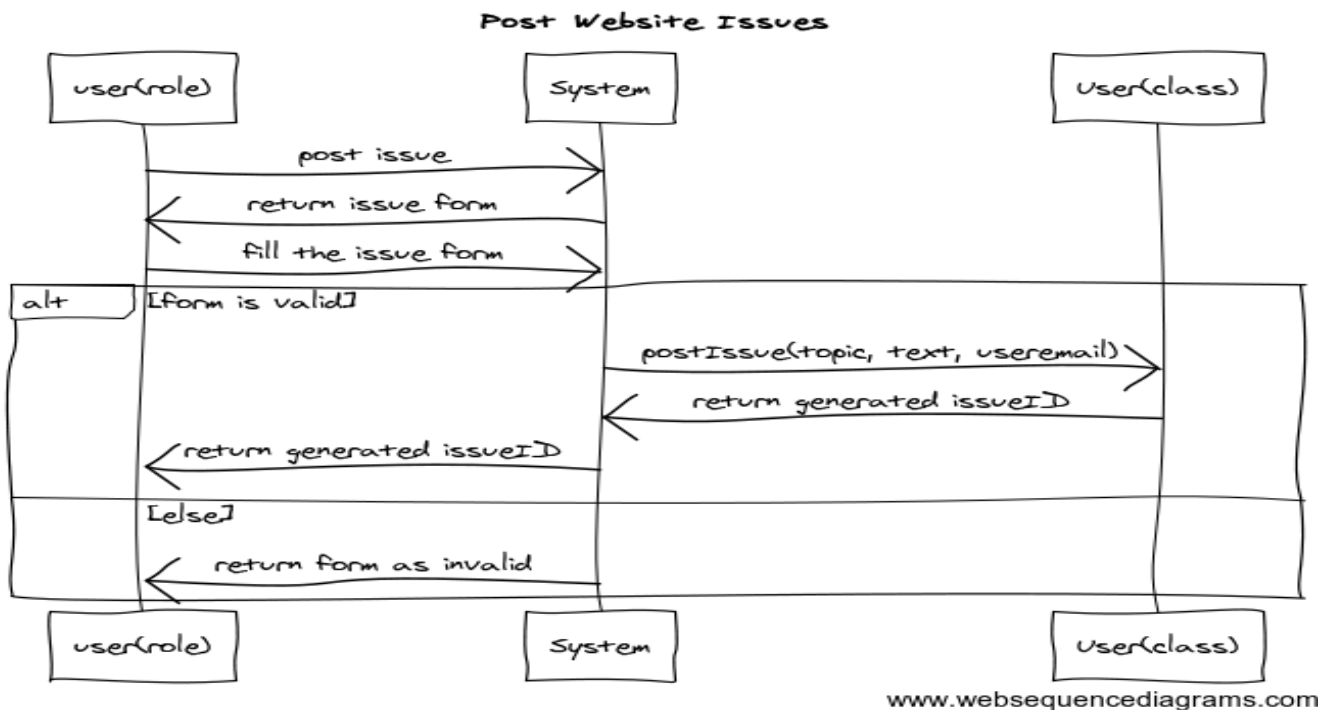 Post Website Issues
user(role)
System
User(class)
post issue
return issue form
fill the issue form
alt
[form is valid]
postIssue(topic, text, useremail)
return generated issueID
return generated issueID
[else]
return form as invalid
user(role)
System
User(class)
www.websequencediagrams.com